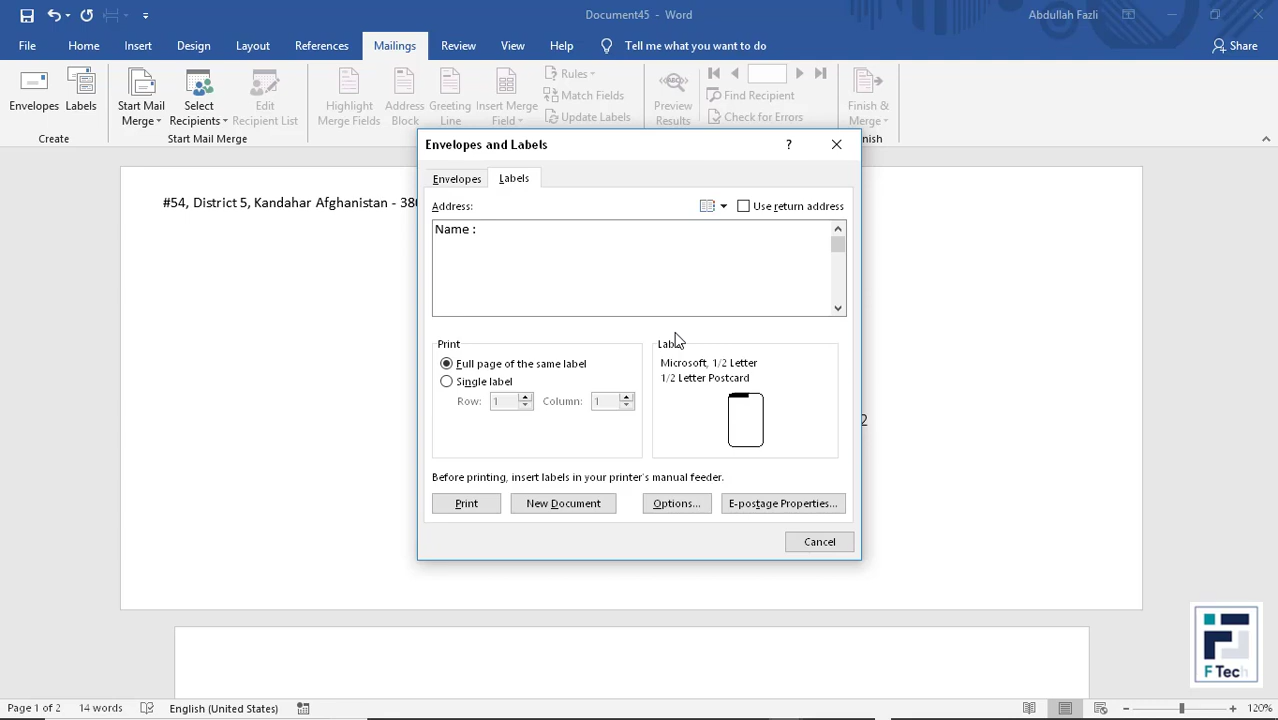 Document45 - Word
Abdullah Fazli
File Home Insert Design Layout References Mailings Review View Help Tell me what you to do Share
Envelopes Labels
Create
Start Mail Merge
Select Recipients
Edit Recipient List
Start Mail Merge
Highlight Merge Fields
Address Block
Greeting Line
Insert Merge Field
Rules
Match Fields
Update Labels
Preview Results
Find Recipient
Check for Errors
Finish & Merge
nish
#54, District 5, Kandahar Afghanistan - 380
2
Envelopes and Labels
?
Envelopes Labels
Address:
Use return address
Name :
Print
Full page of the same label
Single label
Row: 1 Column: 1
Microsoft, 1/2 Letter
1/2 Letter Postcard
Before printing, insert labels in your printer's manual feeder.
Print New Document Options... E-postage Properties...
Cancel
F Tech
Page 1 of 2 14 words English (United States) 120%